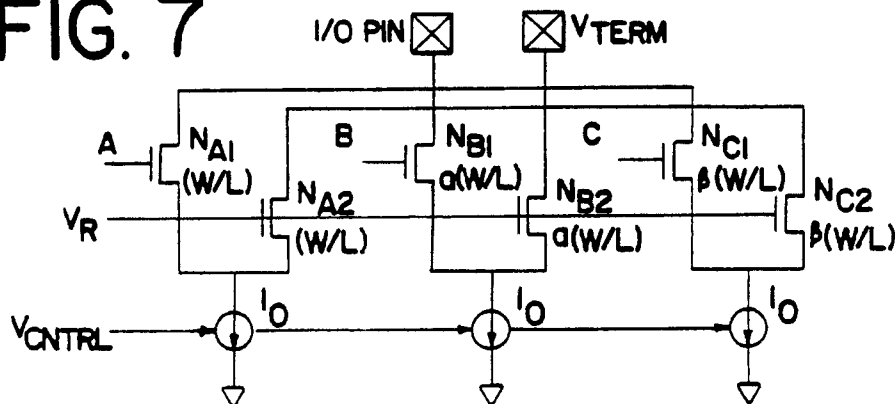 FIG. 7
I/O PIN
VTERM
A
NA1
(W/L)
B
NB1
α(W/L)
C
NC1
β(W/L)
VR
NA2
(W/L)
NB2
α(W/L)
NC2
β(W/L)
IO
IO
IO
VCNTRL